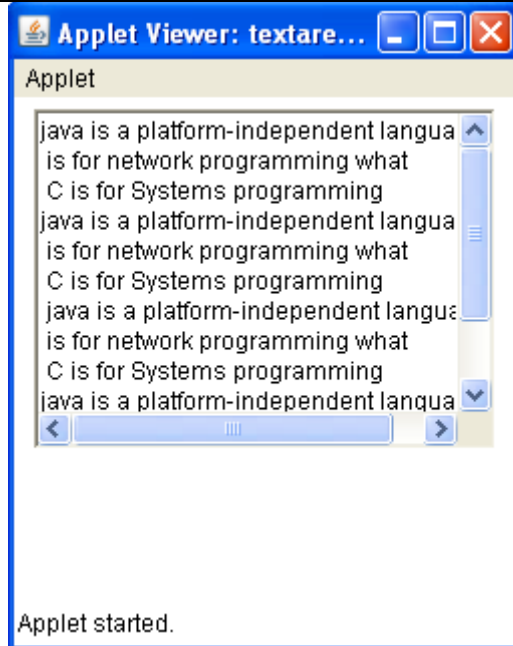 Applet Viewer: textare...
Applet
java is a platform-independent langua
is for network programming what
C is for Systems programming
java is a platform-independent langua
is for network programming what
C is for Systems programming
java is a platform-independent langua
is for network programming what
C is for Systems programming
java is a platform-independent langua
Applet started.